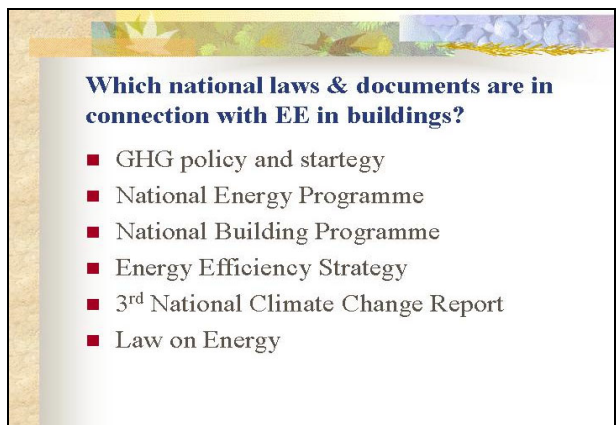 Which national laws & documents are in
connection with EE in buildings?
GHG policy and startegy
National Energy Programme
National Building Programme
Energy Efficiency Strategy
3rd National Climate Change Report
Law on Energy